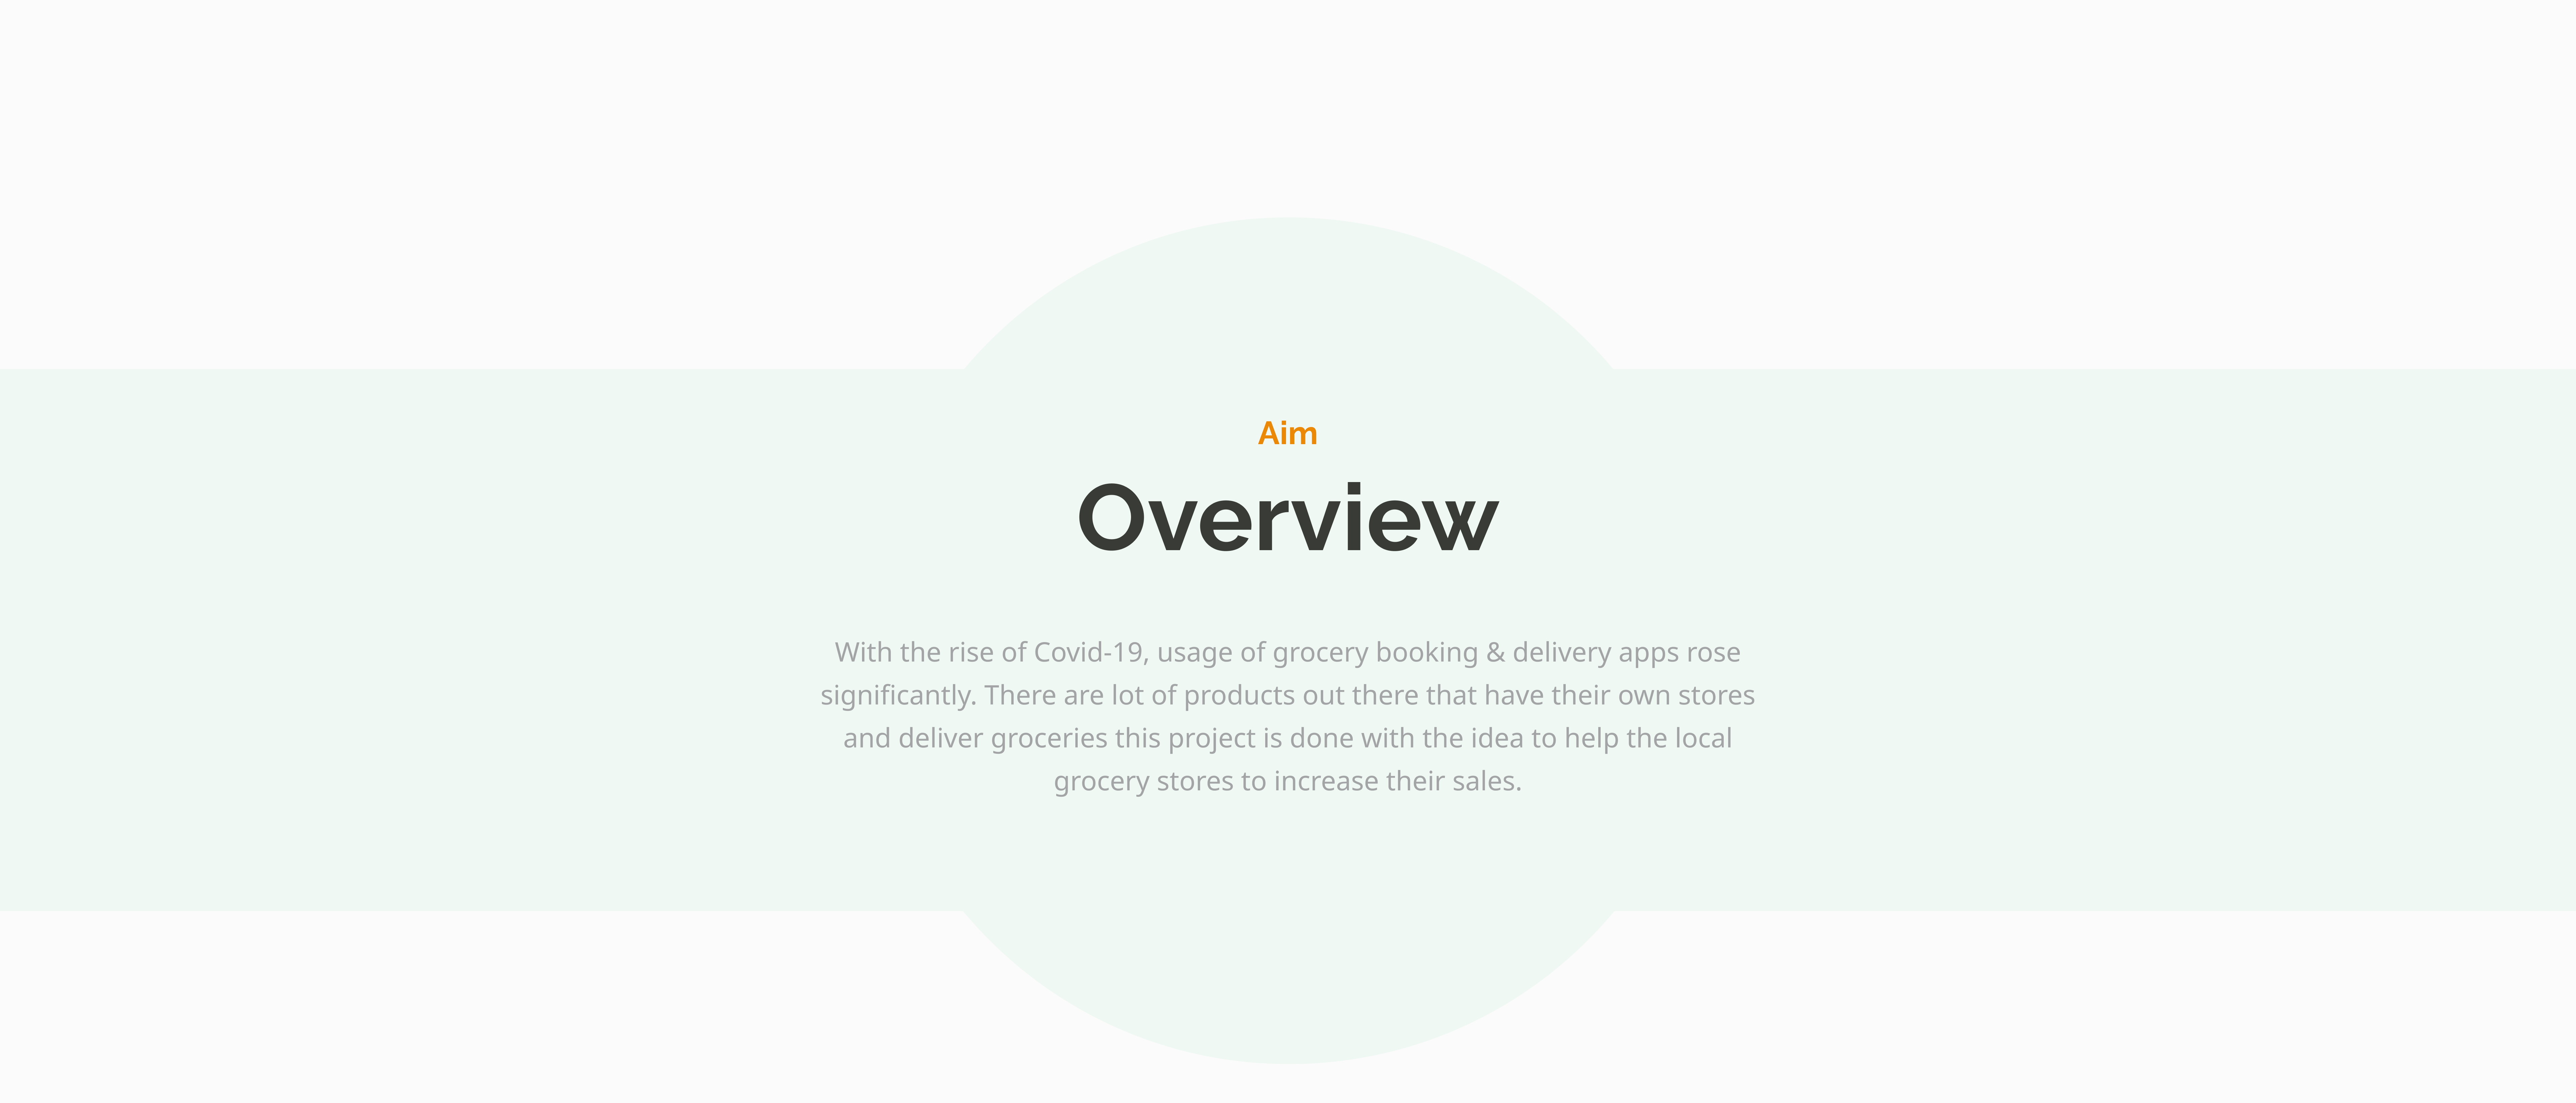 Aim
Overview
With the rise of Covid-19, usage of grocery booking & delivery apps rose
significantly. There are lot of products out there that have their own stores
and deliver groceries this project is done with the idea to help the local
grocery stores to increase their sales.